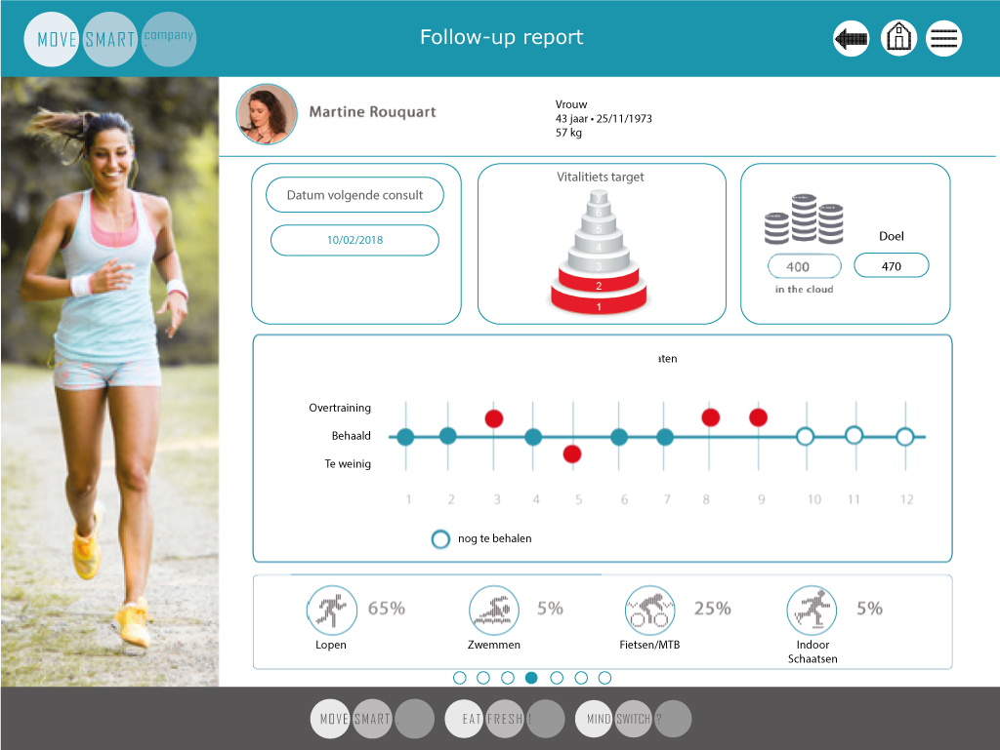 MOVE SMART company
Follow-up report
Martine Rouquart
Vrouw
43 jaar • 25/11/1973
57 kg
Datum volgende consult
10/02/2018
Vitalitiets target
7
6
5
4
3
2
1
Doel
400
470
in the cloud
aten
Overtraining
Behaald
Te weinig
1 2 3 4 5 6 7 8 9 10 11 12
nog te behalen
65% 5% 25% 5%
Lopen Zwemmen Fietsen/MTB Indoor
Schaatsen
MOVE SMART . EAT FRESH ! MIND SWITCH ?